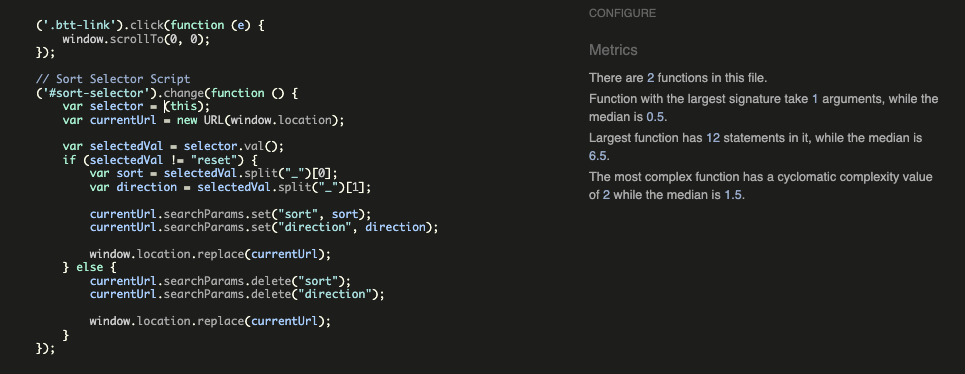 ('.btt-link').click(function (e) {
    window.scrollTo(0, 0);
});
// Sort Selector Script
('#sort-selector').change(function () {
    var selector = (this);
    var currentUrl = new URL(window.location);
    var selectedVal = selector.val();
    if (selectedVal != "reset") {
        var sort = selectedVal.split("_")[0];
        var direction = selectedVal.split("_")[1];
        currentUrl.searchParams.set("sort", sort);
        currentUrl.searchParams.set("direction", direction);
        window.location.replace(currentUrl);
    } else {
        currentUrl.searchParams.delete("sort");
        currentUrl.searchParams.delete("direction");
        window.location.replace(currentUrl);
    }
});
CONFIGURE
Metrics
There are 2 functions in this file.
Function with the largest signature take 1 arguments, while the
median is 0.5.
Largest function has 12 statements in it, while the median is
6.5.
The most complex function has a cyclomatic complexity value
of 2 while the median is 1.5.